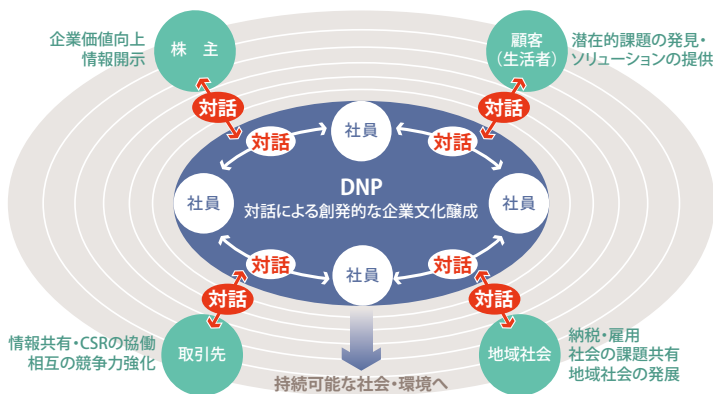 企業価値向上
情報開示
株 主
顧客
（生活者）
潜在的課題の発見・
ソリューションの提供
対話
対話
対話
社員
対話
社員
DNP
対話による創発的な企業文化醸成
社員
対話
社員
対話
対話
対話
情報共有・CSRの協働
相互の競争力強化
取引先
地域社会
納税・雇用
社会の課題共有
地域社会の発展
持続可能な社会・環境へ